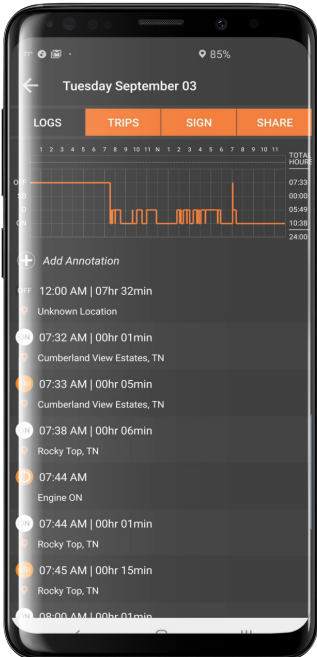 85%
Tuesday September 03
LOGS TRIPS SIGN SHARE
1 2 3 4 5 6 7 8 9 10 11 N 1 2 3 4 5 6 7 8 9 10 11
TOTAL
HOURS
OFF 07:33
00:00
05:49
ON 10:38
24:00
Add Annotation
OFF 12:00 AM | 07hr 32min
Unknown Location
ON 07:32 AM | 00hr 01min
Cumberland View Estates, TN
07:33 AM | 00hr 05min
Cumberland View Estates, TN
ON 07:38 AM | 00hr 06min
Rocky Top, TN
07:44 AM
Engine ON
ON 07:44 AM | 00hr 01min
Rocky Top, TN
07:45 AM | 00hr 15min
Rocky Top, TN
ON 08:00 AM | 00hr 01min